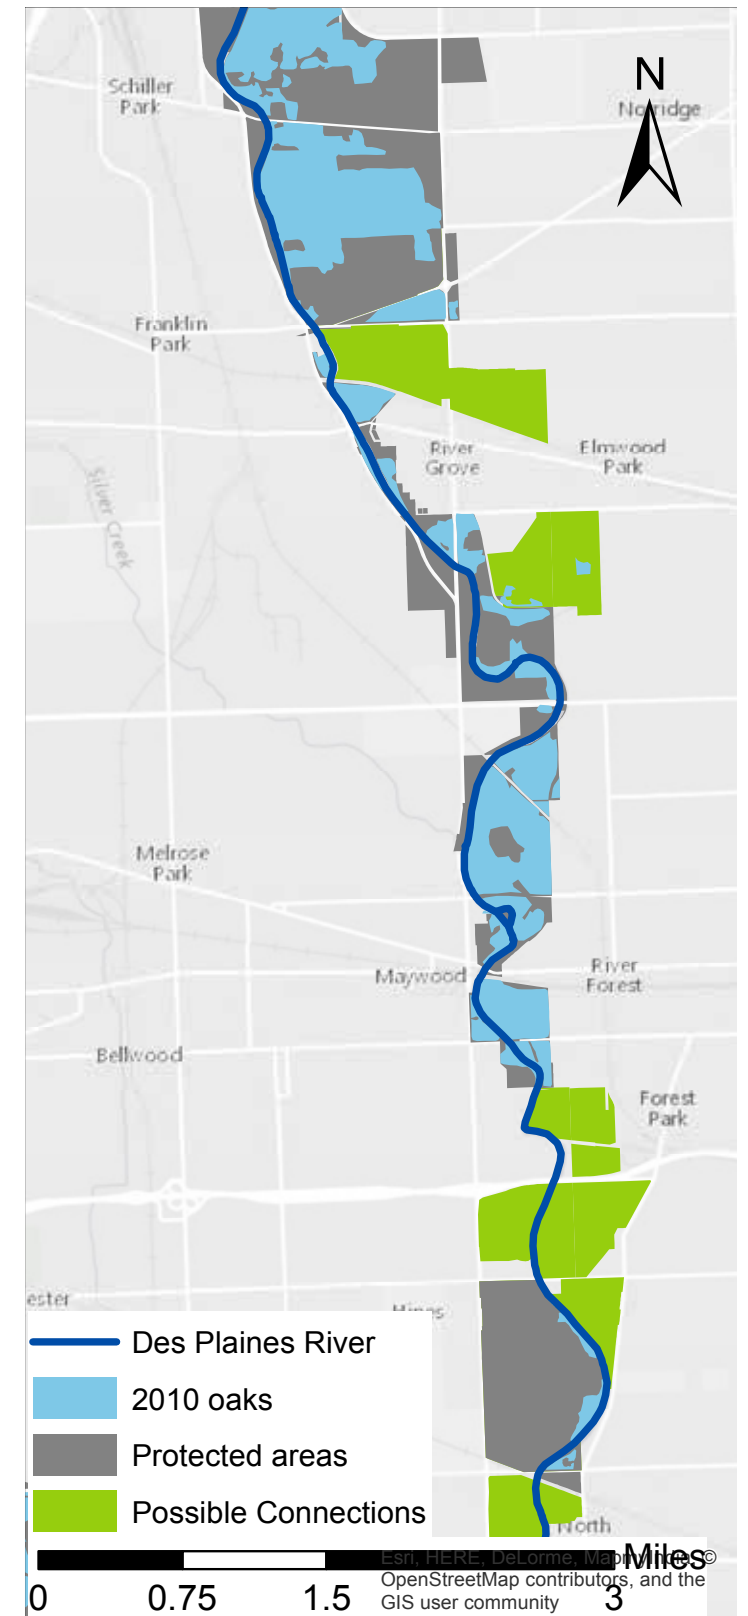 Schiller
Park
N
Norridge
Franklin
Park
River
Grove
Elmwood
Park
Silver Creek
Melrose
Park
Maywood
River
Forest
Bellwood
Forest
Park
ester
Hines
Des Plaines River
2010 oaks
Protected areas
Possible Connections
North
Miles
0 0.75 1.5 3
Esri, HERE, DeLorme, MapmyIndia, ©
OpenStreetMap contributors, and the
GIS user community